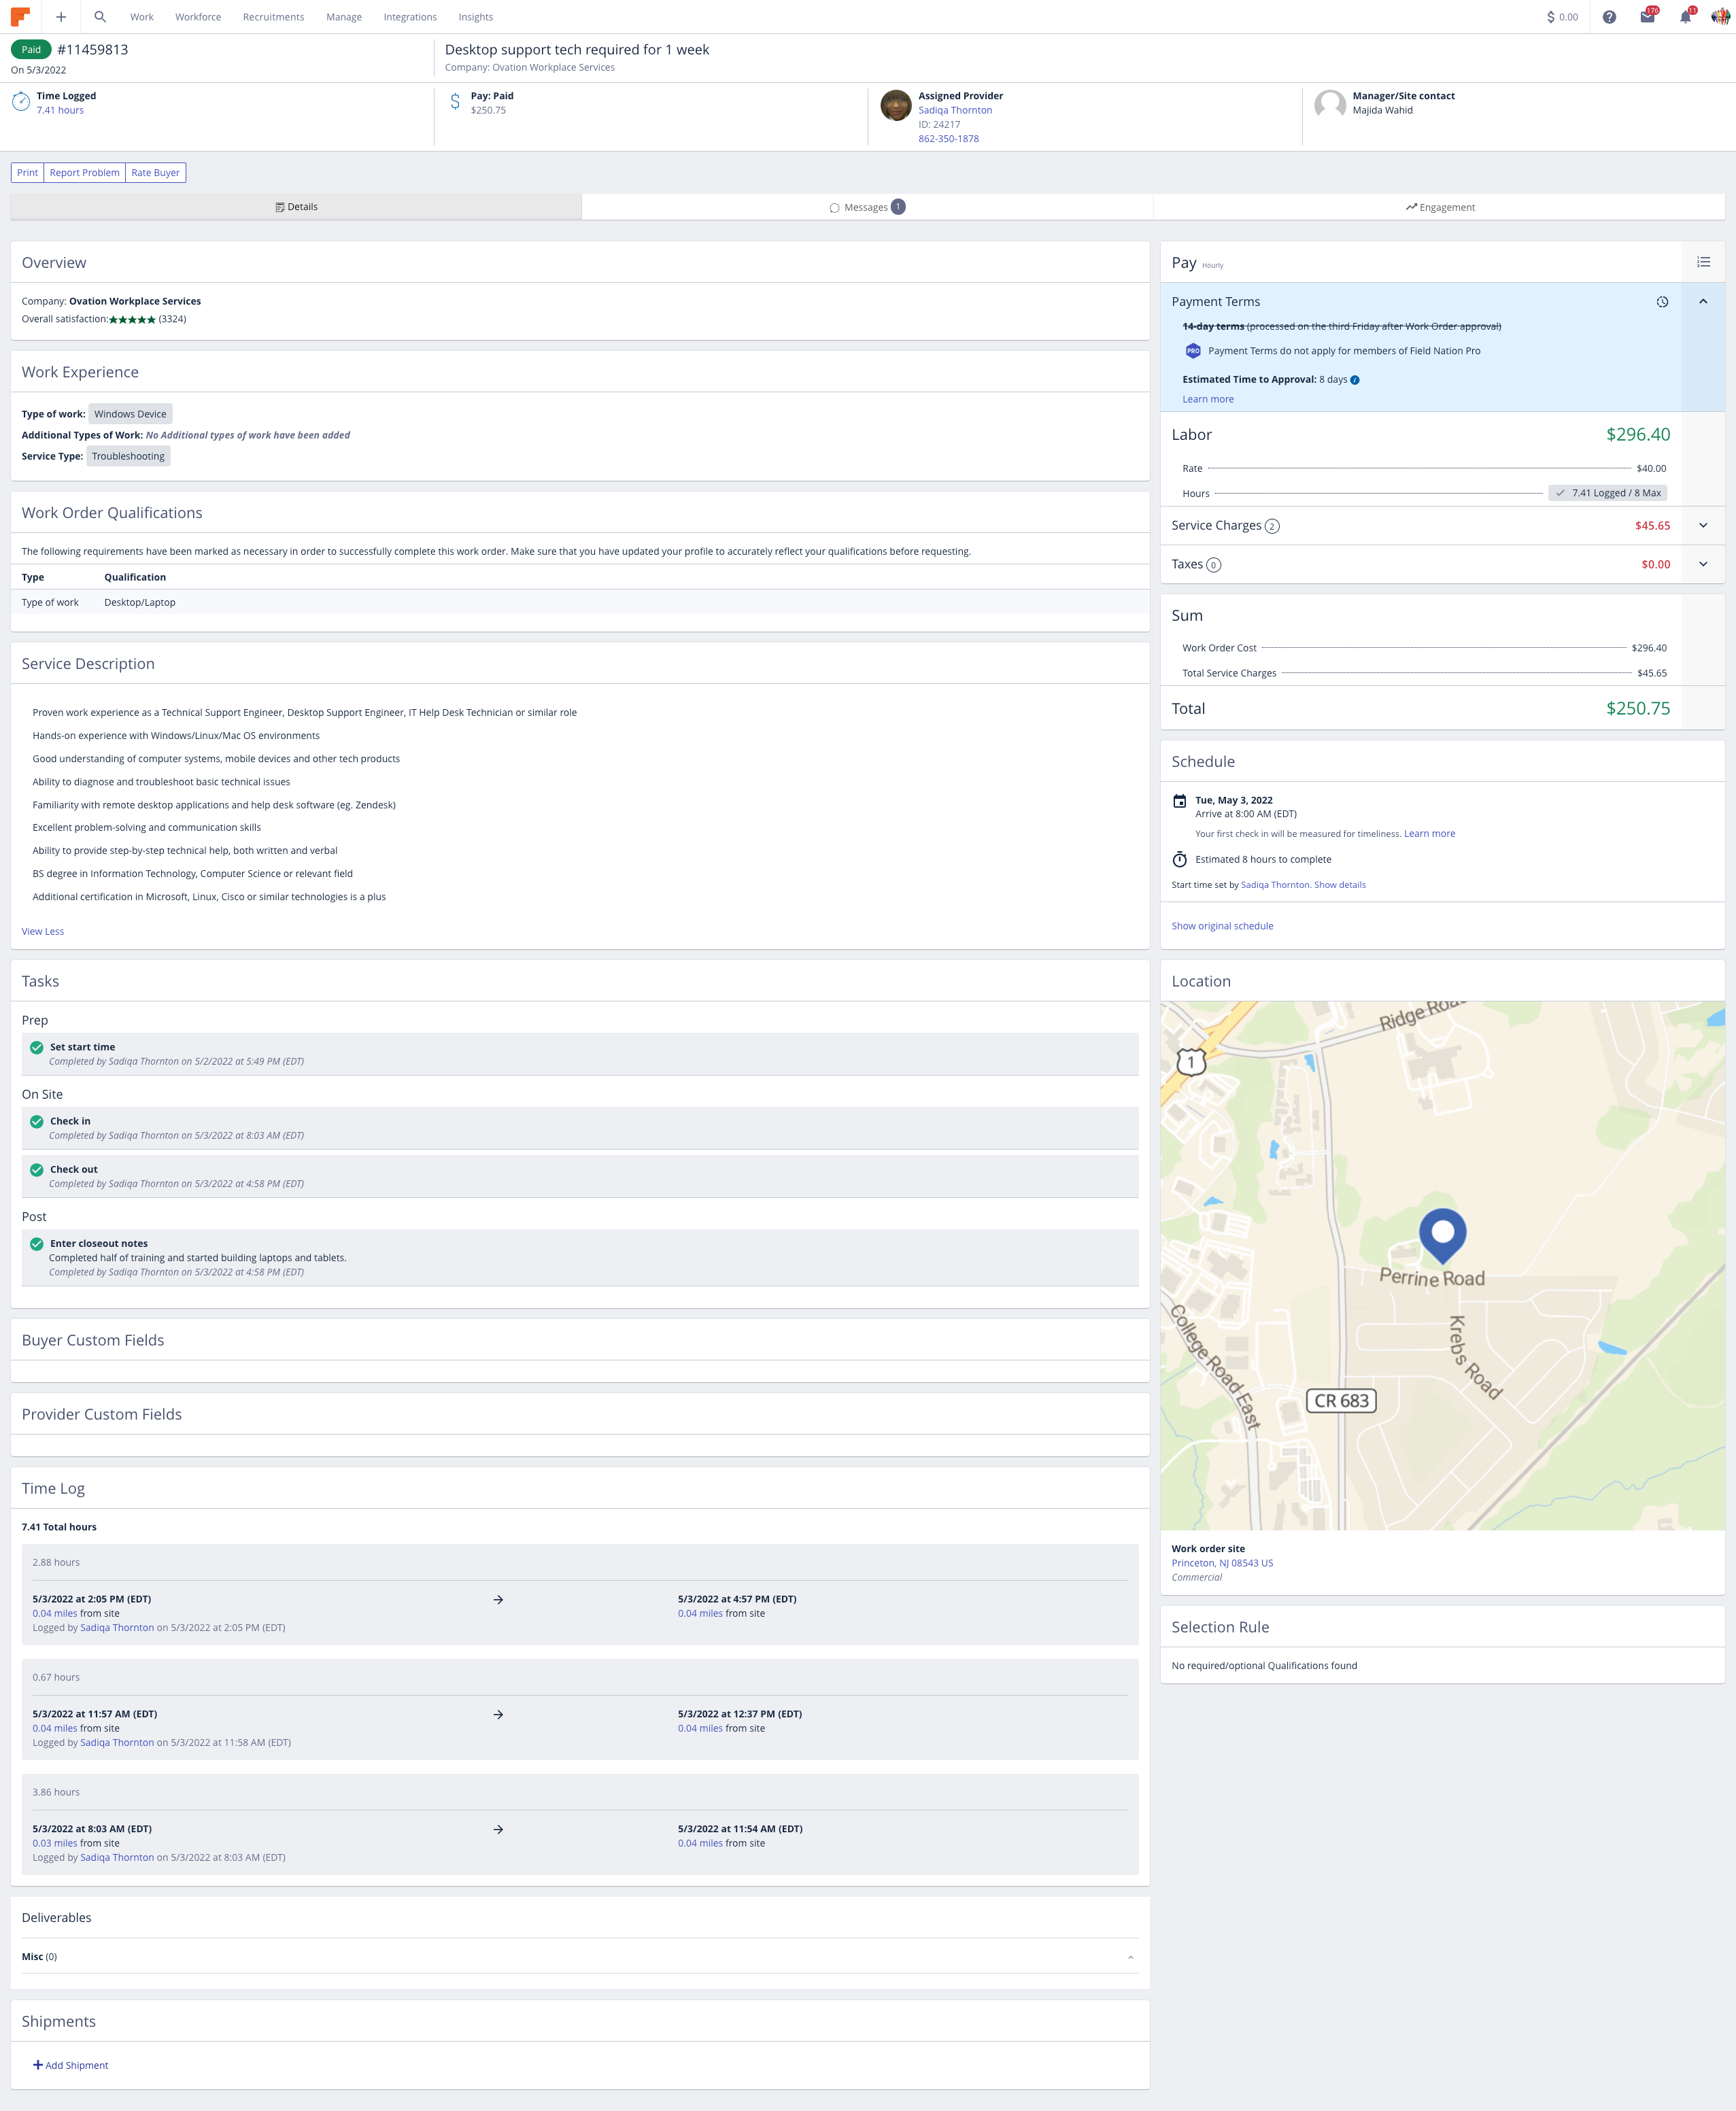 Work Workforce Recruitments Manage Integrations Insights
$ 0.00
176
11
Paid #11459813
On 5/3/2022
Desktop support tech required for 1 week
Company: Ovation Workplace Services
Time Logged
7.41 hours
Pay: Paid
$250.75
Assigned Provider
Sadiqa Thornton
ID: 24217
862-350-1878
Manager/Site contact
Majida Wahid
Print Report Problem Rate Buyer
Details Messages 1 Engagement
Overview
Company: Ovation Workplace Services
Overall satisfaction:★★★★★ (3324)
Work Experience
Type of work: Windows Device
Additional Types of Work: No Additional types of work have been added
Service Type: Troubleshooting
Work Order Qualifications
The following requirements have been marked as necessary in order to successfully complete this work order. Make sure that you have updated your profile to accurately reflect your qualifications before requesting.
Type Qualification
Type of work Desktop/Laptop
Service Description
Proven work experience as a Technical Support Engineer, Desktop Support Engineer, IT Help Desk Technician or similar role
Hands-on experience with Windows/Linux/Mac OS environments
Good understanding of computer systems, mobile devices and other tech products
Ability to diagnose and troubleshoot basic technical issues
Familiarity with remote desktop applications and help desk software (eg. Zendesk)
Excellent problem-solving and communication skills
Ability to provide step-by-step technical help, both written and verbal
BS degree in Information Technology, Computer Science or relevant field
Additional certification in Microsoft, Linux, Cisco or similar technologies is a plus
View Less
Tasks
Prep
Set start time
Completed by Sadiqa Thornton on 5/2/2022 at 5:49 PM (EDT)
On Site
Check in
Completed by Sadiqa Thornton on 5/3/2022 at 8:03 AM (EDT)
Check out
Completed by Sadiqa Thornton on 5/3/2022 at 4:58 PM (EDT)
Post
Enter closeout notes
Completed half of training and started building laptops and tablets.
Completed by Sadiqa Thornton on 5/3/2022 at 4:58 PM (EDT)
Buyer Custom Fields
Provider Custom Fields
Time Log
7.41 Total hours
2.88 hours
5/3/2022 at 2:05 PM (EDT) → 5/3/2022 at 4:57 PM (EDT)
0.04 miles from site 0.04 miles from site
Logged by Sadiqa Thornton on 5/3/2022 at 2:05 PM (EDT)
0.67 hours
5/3/2022 at 11:57 AM (EDT) → 5/3/2022 at 12:37 PM (EDT)
0.04 miles from site 0.04 miles from site
Logged by Sadiqa Thornton on 5/3/2022 at 11:58 AM (EDT)
3.86 hours
5/3/2022 at 8:03 AM (EDT) → 5/3/2022 at 11:54 AM (EDT)
0.03 miles from site 0.04 miles from site
Logged by Sadiqa Thornton on 5/3/2022 at 8:03 AM (EDT)
Deliverables
Misc (0)
Shipments
+ Add Shipment
Pay Hourly
Payment Terms
14-day terms (processed on the third Friday after Work Order approval)
PRO Payment Terms do not apply for members of Field Nation Pro
Estimated Time to Approval: 8 days
Learn more
Labor $296.40
Rate $40.00
Hours 7.41 Logged / 8 Max
Service Charges 2 $45.65
Taxes 0 $0.00
Sum
Work Order Cost $296.40
Total Service Charges $45.65
Total $250.75
Schedule
Tue, May 3, 2022
Arrive at 8:00 AM (EDT)
Your first check in will be measured for timeliness. Learn more
Estimated 8 hours to complete
Start time set by Sadiqa Thornton. Show details
Show original schedule
Location
Ridge Road
1
Perrine Road
Krebs Road
College Road East
CR 683
Work order site
Princeton, NJ 08543 US
Commercial
Selection Rule
No required/optional Qualifications found